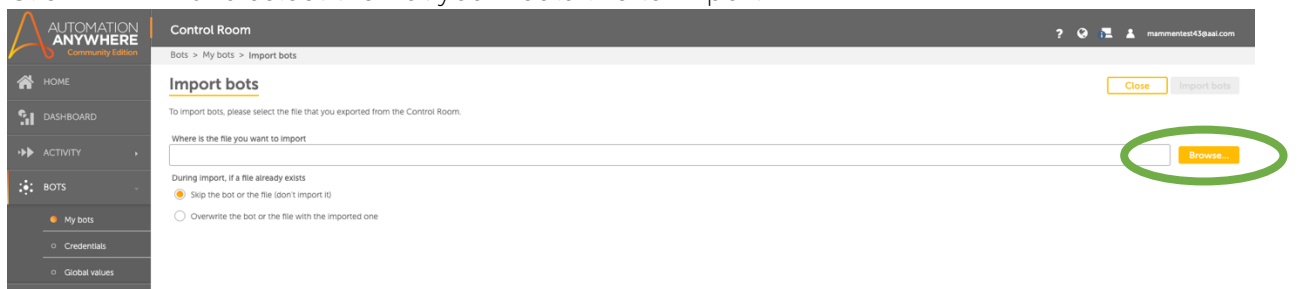 AUTOMATION
ANYWHERE
Community Edition
Control Room
? mammentest43@aai.com
Bots > My bots > Import bots
HOME
DASHBOARD
ACTIVITY
BOTS
My bots
Credentials
Global values
Import bots
Close Import bots
To import bots, please select the file that you exported from the Control Room.
Where is the file you want to import
Browse...
During import, if a file already exists
Skip the bot or the file (don't import it)
Overwrite the bot or the file with the imported one